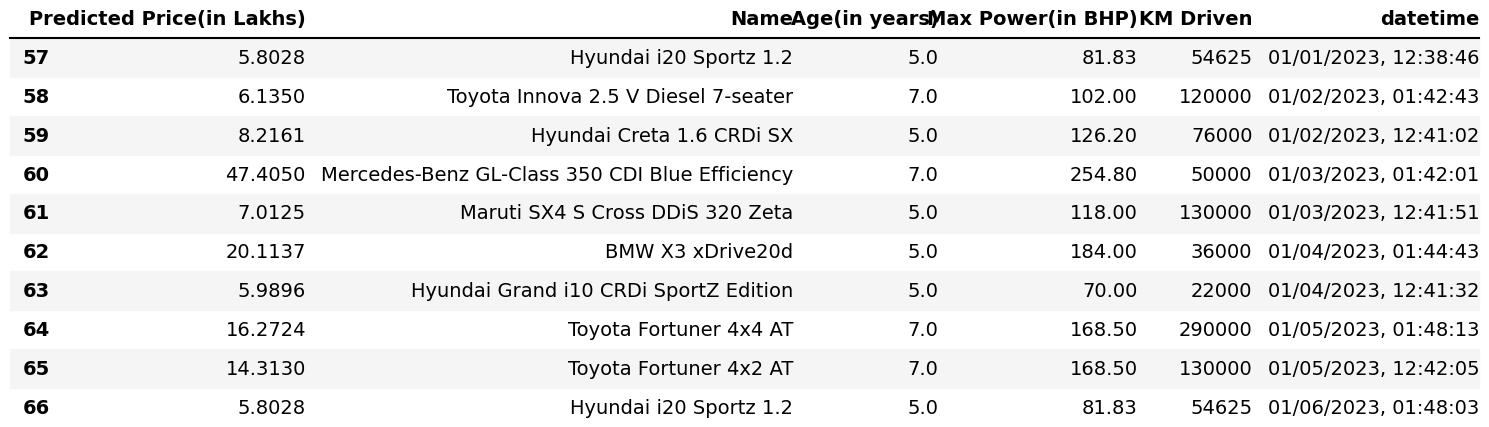 Predicted Price(in Lakhs) Name Age(in years) Max Power(in BHP) KM Driven datetime
57 5.8028 Hyundai i20 Sportz 1.2 5.0 81.83 54625 01/01/2023, 12:38:46
58 6.1350 Toyota Innova 2.5 V Diesel 7-seater 7.0 102.00 120000 01/02/2023, 01:42:43
59 8.2161 Hyundai Creta 1.6 CRDi SX 5.0 126.20 76000 01/02/2023, 12:41:02
60 47.4050 Mercedes-Benz GL-Class 350 CDI Blue Efficiency 7.0 254.80 50000 01/03/2023, 01:42:01
61 7.0125 Maruti SX4 S Cross DDiS 320 Zeta 5.0 118.00 130000 01/03/2023, 12:41:51
62 20.1137 BMW X3 xDrive20d 5.0 184.00 36000 01/04/2023, 01:44:43
63 5.9896 Hyundai Grand i10 CRDi SportZ Edition 5.0 70.00 22000 01/04/2023, 12:41:32
64 16.2724 Toyota Fortuner 4x4 AT 7.0 168.50 290000 01/05/2023, 01:48:13
65 14.3130 Toyota Fortuner 4x2 AT 7.0 168.50 130000 01/05/2023, 12:42:05
66 5.8028 Hyundai i20 Sportz 1.2 5.0 81.83 54625 01/06/2023, 01:48:03